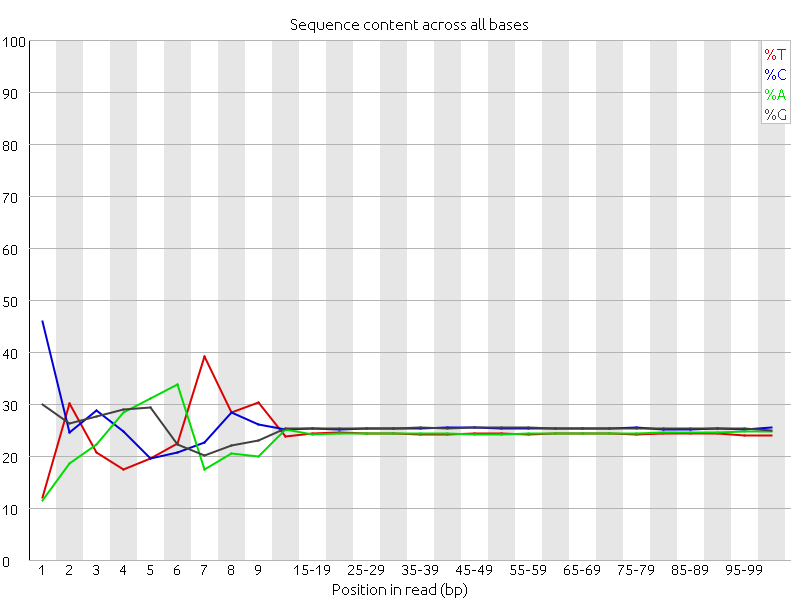 Sequence content across all bases
100
90
80
70
60
50
40
30
20
10
0
%T
%C
%A
%G
1 2 3 4 5 6 7 8 9 15-19 25-29 35-39 45-49 55-59 65-69 75-79 85-89 95-99
Position in read (bp)